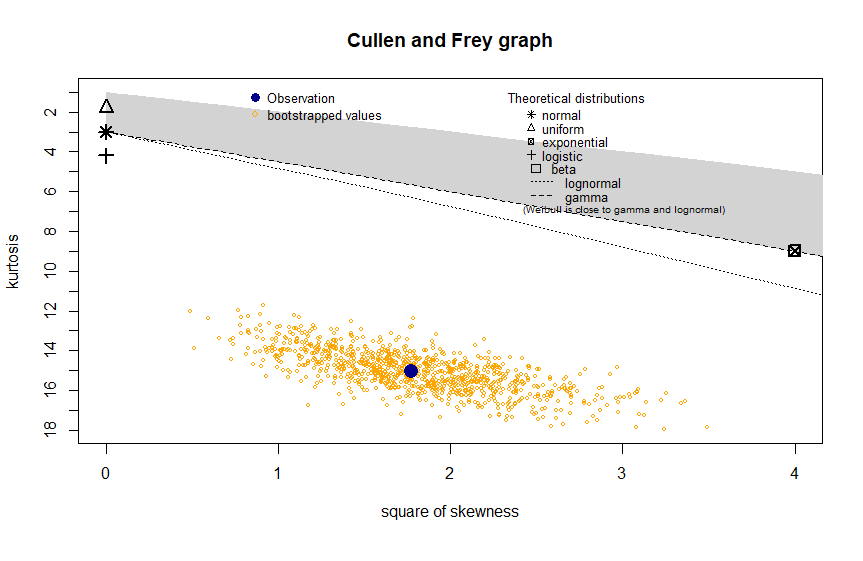 Cullen and Frey graph
Observation
bootstrapped values
Theoretical distributions
normal
uniform
exponential
logistic
beta
lognormal
gamma
(Weibull is close to gamma and lognormal)
kurtosis
2
4
6
8
10
12
14
16
18
0 1 2 3 4
square of skewness